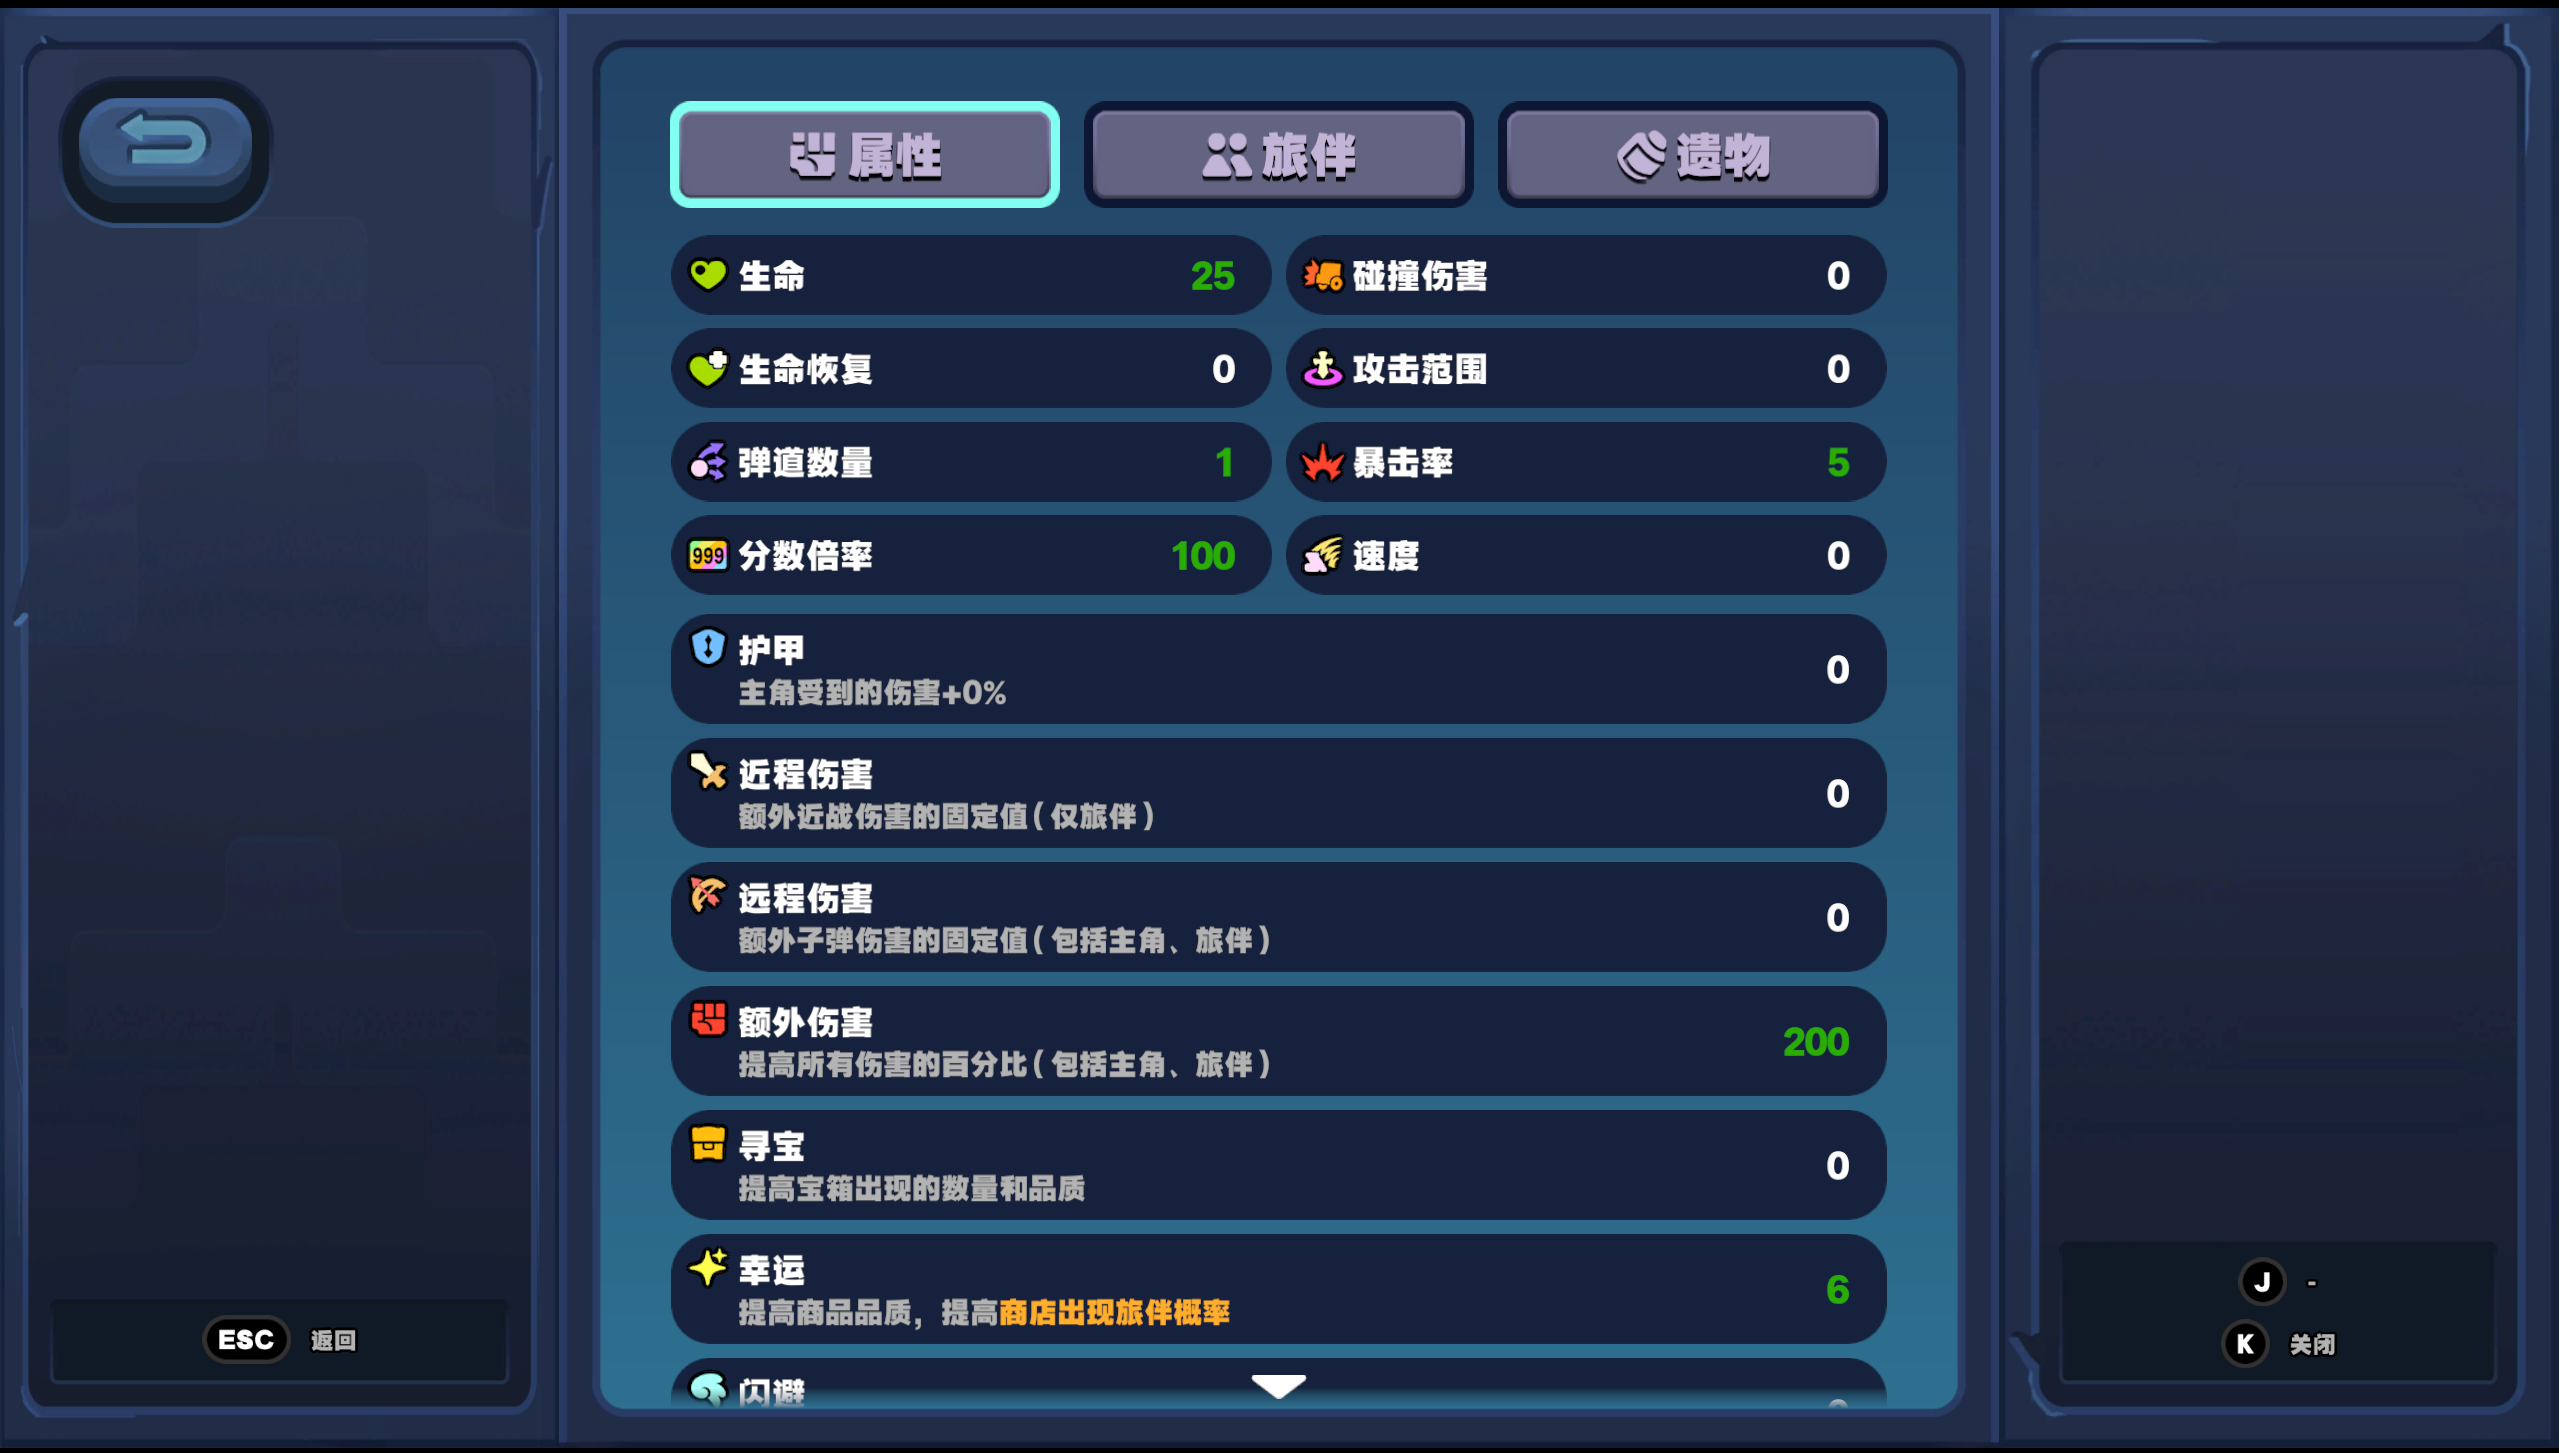 属性
旅伴
遗物
生命 25
碰撞伤害 0
生命恢复 0
攻击范围 0
弹道数量 1
暴击率 5
999 分数倍率 100
速度 0
护甲
主角受到的伤害+0%
0
近程伤害
额外近战伤害的固定值(仅旅伴)
0
远程伤害
额外子弹伤害的固定值(包括主角、旅伴)
0
额外伤害
提高所有伤害的百分比(包括主角、旅伴)
200
寻宝
提高宝箱出现的数量和品质
0
幸运
提高商品品质，提高商店出现旅伴概率
6
闪避
ESC 返回
J -
K 关闭